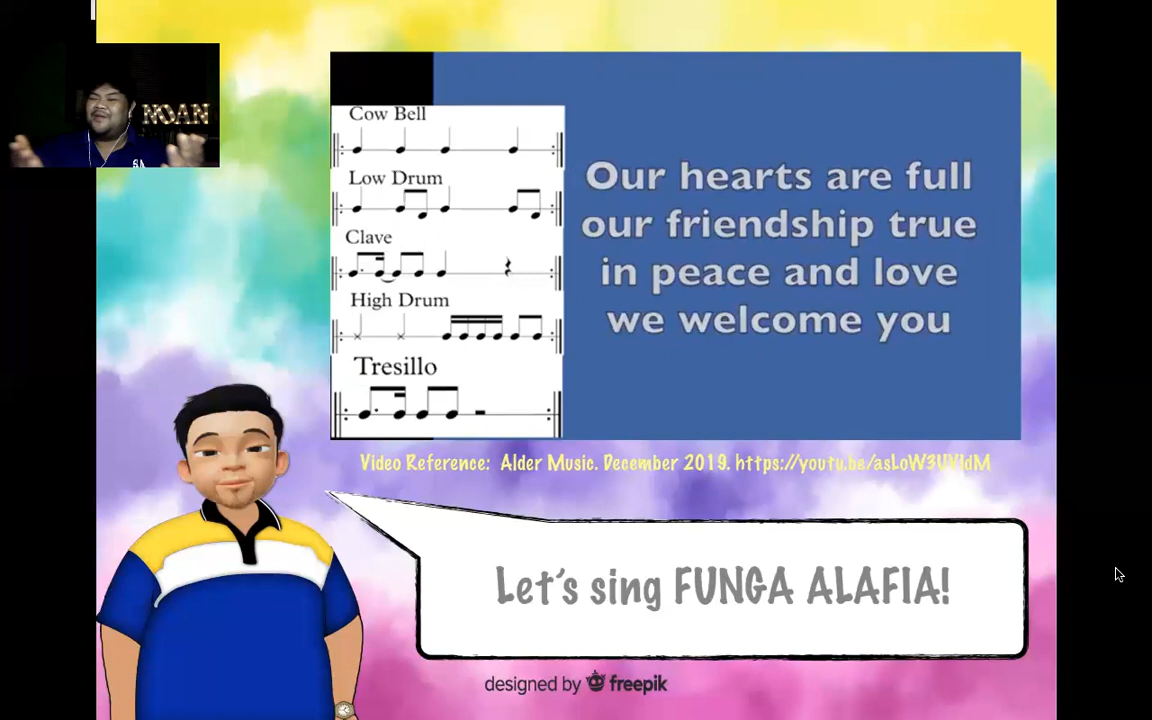 NOAN
Cow Bell
Low Drum
Clave
High Drum
Tresillo
Our hearts are full
our friendship true
in peace and love
we welcome you
Video Reference: Alder Music. December 2019.
Let's sing FUNGA ALAFIA!
designed by freepik